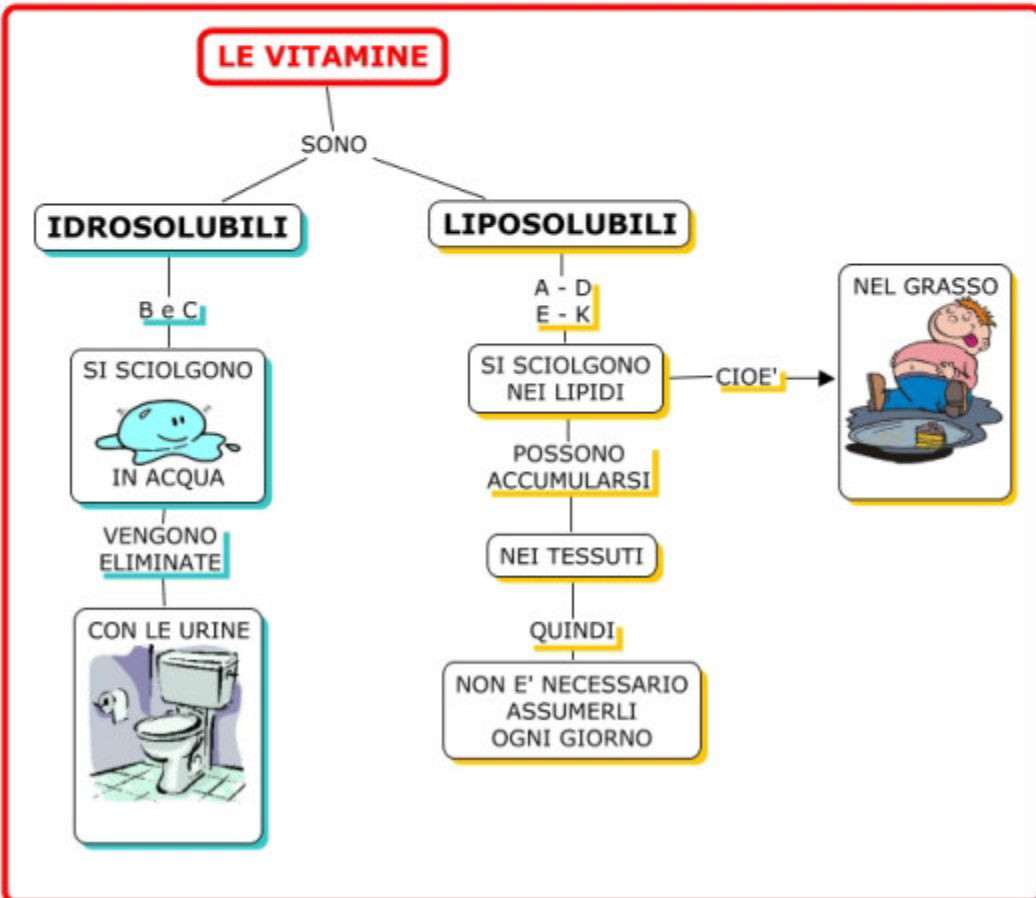 LE VITAMINE
SONO
IDROSOLUBILI
B e C
SI SCIOLGONO
IN ACQUA
VENGONO
ELIMINATE
CON LE URINE
LIPOSOLUBILI
A - D
E - K
SI SCIOLGONO
NEI LIPIDI
CIOE'
NEL GRASSO
POSSONO
ACCUMULARSI
NEI TESSUTI
QUINDI
NON E' NECESSARIO
ASSUMERLI
OGNI GIORNO